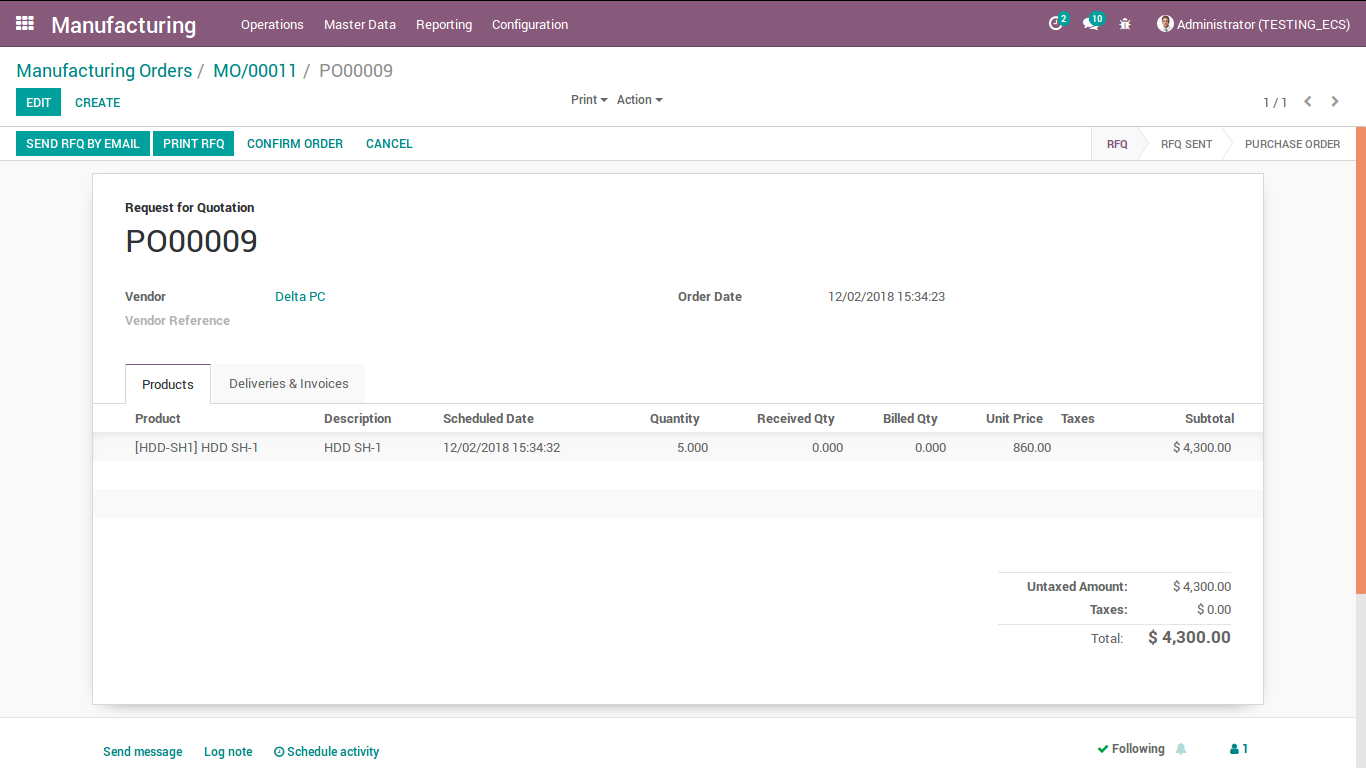 Manufacturing Operations Master Data Reporting Configuration 2 10 Administrator (TESTING_ECS)
Manufacturing Orders / MO/00011 / PO00009
EDIT CREATE Print Action 1 / 1
SEND RFQ BY EMAIL PRINT RFQ CONFIRM ORDER CANCEL RFQ RFQ SENT PURCHASE ORDER
Request for Quotation
PO00009
Vendor Delta PC Order Date 12/02/2018 15:34:23
Vendor Reference
Products Deliveries & Invoices
Product Description Scheduled Date Quantity Received Qty Billed Qty Unit Price Taxes Subtotal
[HDD-SH1] HDD SH-1 HDD SH-1 12/02/2018 15:34:32 5.000 0.000 0.000 860.00 $ 4,300.00
Untaxed Amount: $ 4,300.00
Taxes: $ 0.00
Total: $ 4,300.00
Send message Log note Schedule activity Following 1